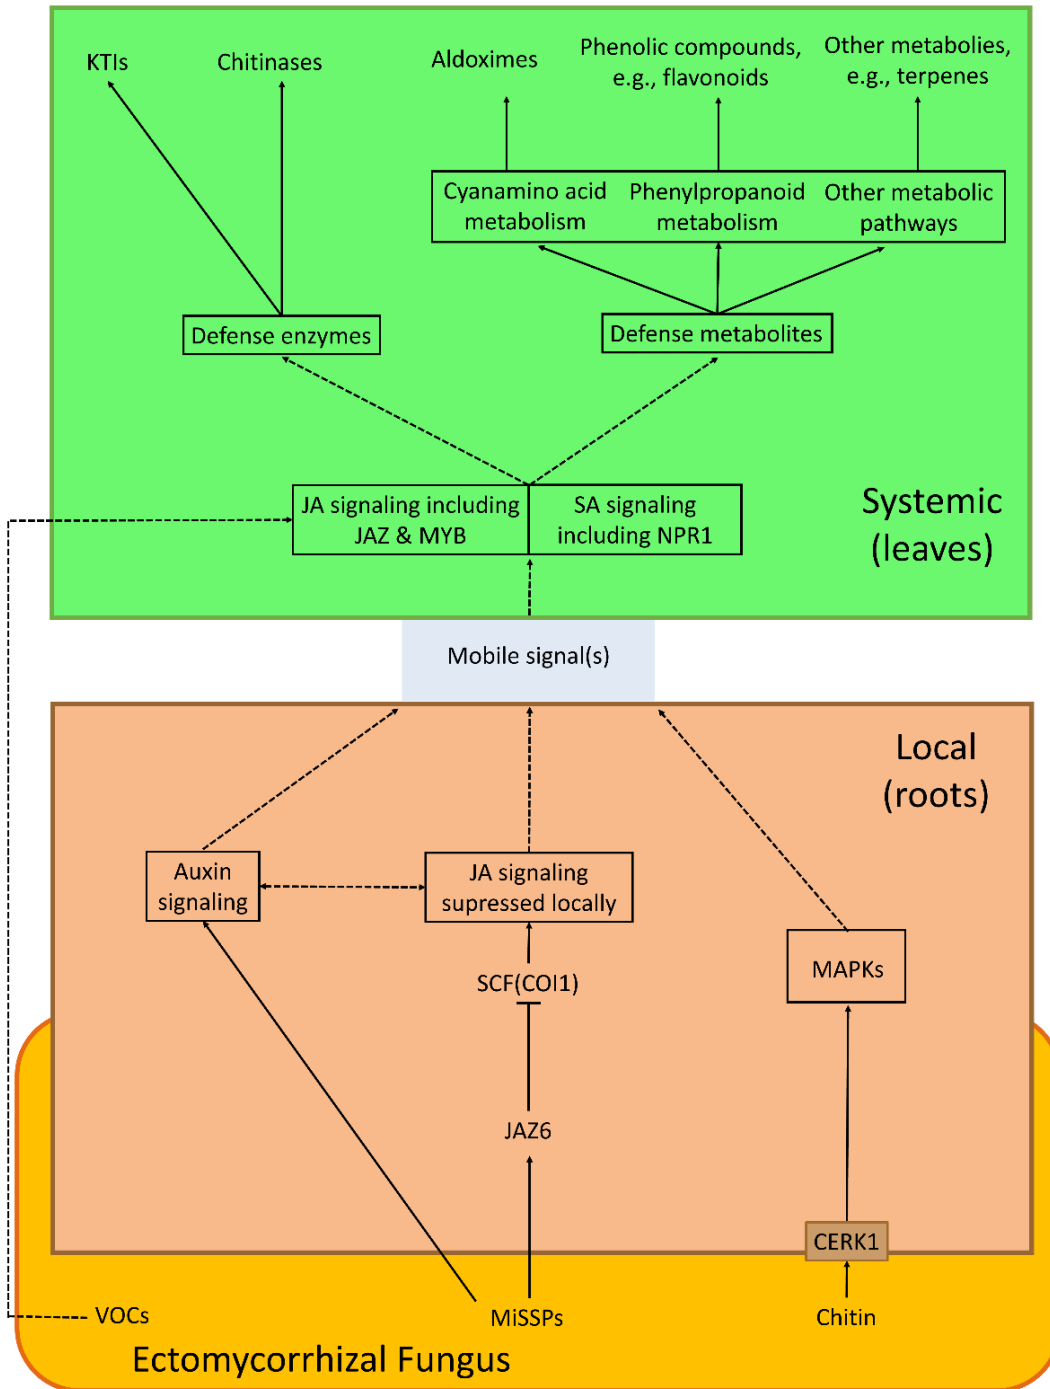 KTIs
Chitinases
Aldoximes
Phenolic compounds,
e.g., flavonoids
Other metabolies,
e.g., terpenes
Cyanamino acid
metabolism
Phenylpropanoid
metabolism
Other metabolic
pathways
Defense enzymes
Defense metabolites
JA signaling including
JAZ & MYB
SA signaling
including NPR1
Systemic
(leaves)
Mobile signal(s)
Local
(roots)
Auxin
signaling
JA signaling
supressed locally
SCF(COI1)
MAPKs
JAZ6
CERK1
VOCs
MiSSPs
Chitin
Ectomycorrhizal Fungus